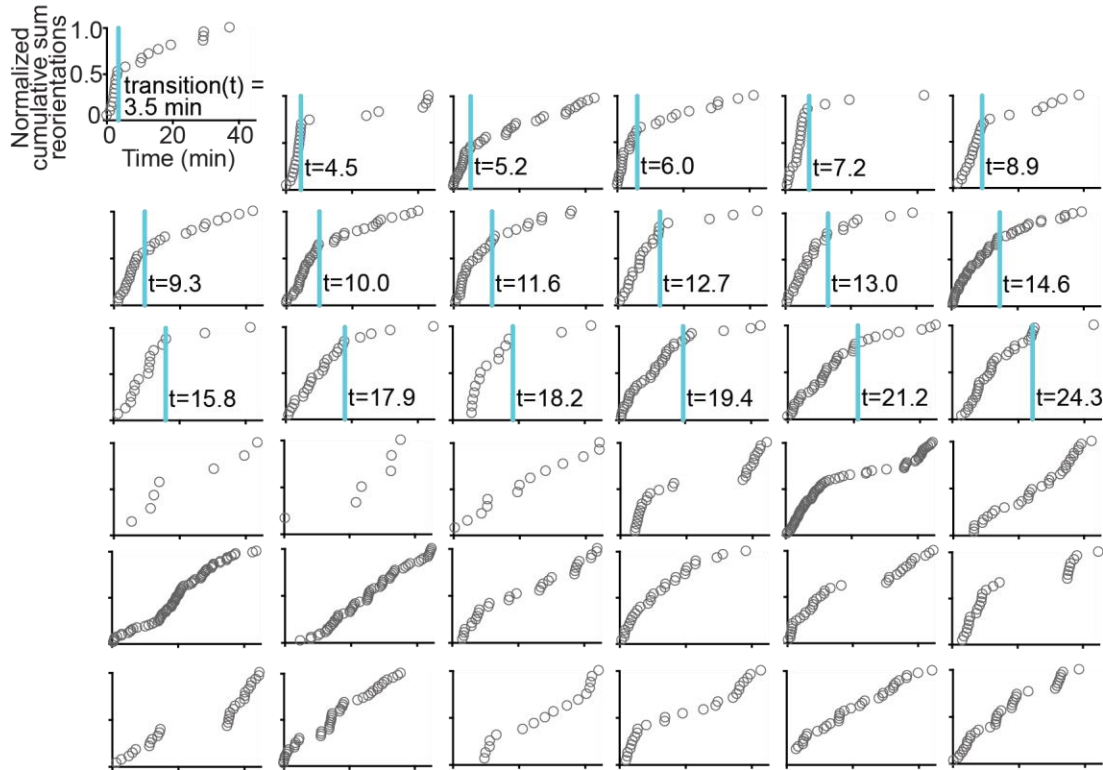 Normalized
cumulative sum
reorientations
1.0
0.5
0
transition(t) =
3.5 min
0 20 40
Time (min)
t=4.5
t=5.2
t=6.0
t=7.2
t=8.9
t=9.3
t=10.0
t=11.6
t=12.7
t=13.0
t=14.6
t=15.8
t=17.9
t=18.2
t=19.4
t=21.2
t=24.3